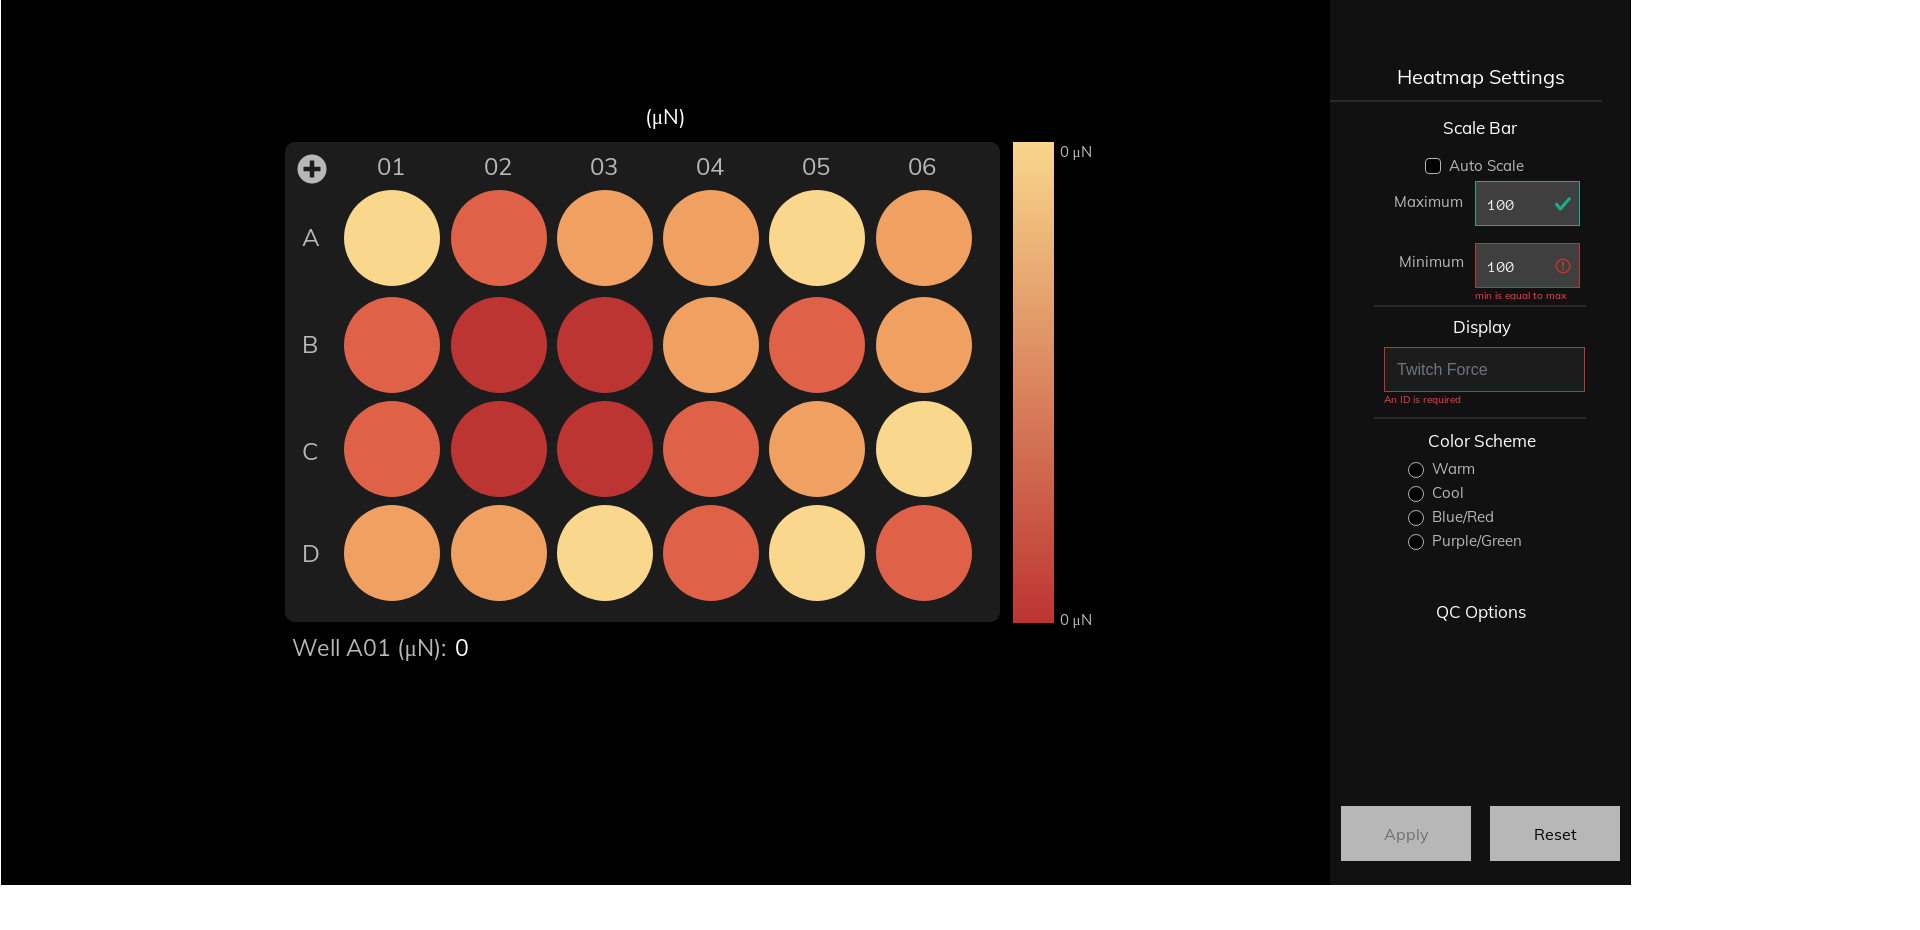 (μN)
01 02 03 04 05 06
A
B
C
D
0 μN
0 μN
Well A01 (μN): 0
Heatmap Settings
Scale Bar
Auto Scale
Maximum 100
Minimum 100
min is equal to max
Display
Twitch Force
An ID is required
Color Scheme
Warm
Cool
Blue/Red
Purple/Green
QC Options
Apply Reset